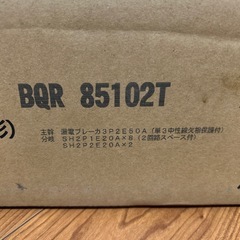 BQR 85102T
主幹 漏電ブレーカ3P2E50A(単3中性線欠相保護付)
分岐 SH2P1E20A×8(2回路スペース付)
SH2P2E20A×2